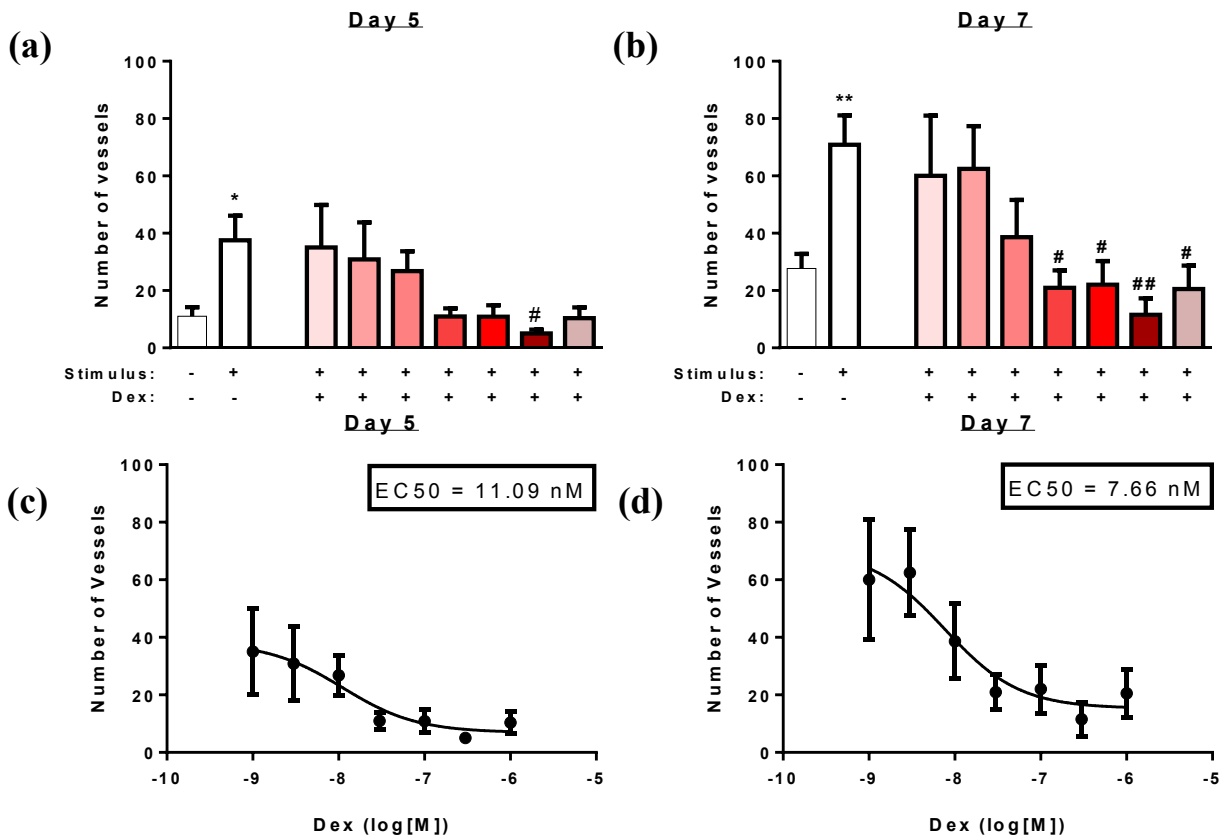 Day 5
(a)
Number of vessels
100
80
60
40
20
0
*
#
Stimulus: - + + + + + + + +
Dex: - - + + + + + + +
Day 7
(b)
Number of vessels
100
80
60
40
20
0
**
#
#
##
#
Stimulus: - + + + + + + + +
Dex: - - + + + + + + +
Day 5
(c)
Number of Vessels
100
80
60
40
20
0
EC50 = 11.09 nM
-10 -9 -8 -7 -6 -5
Dex (log[M])
Day 7
(d)
Number of Vessels
100
80
60
40
20
0
EC50 = 7.66 nM
-10 -9 -8 -7 -6 -5
Dex (log[M])